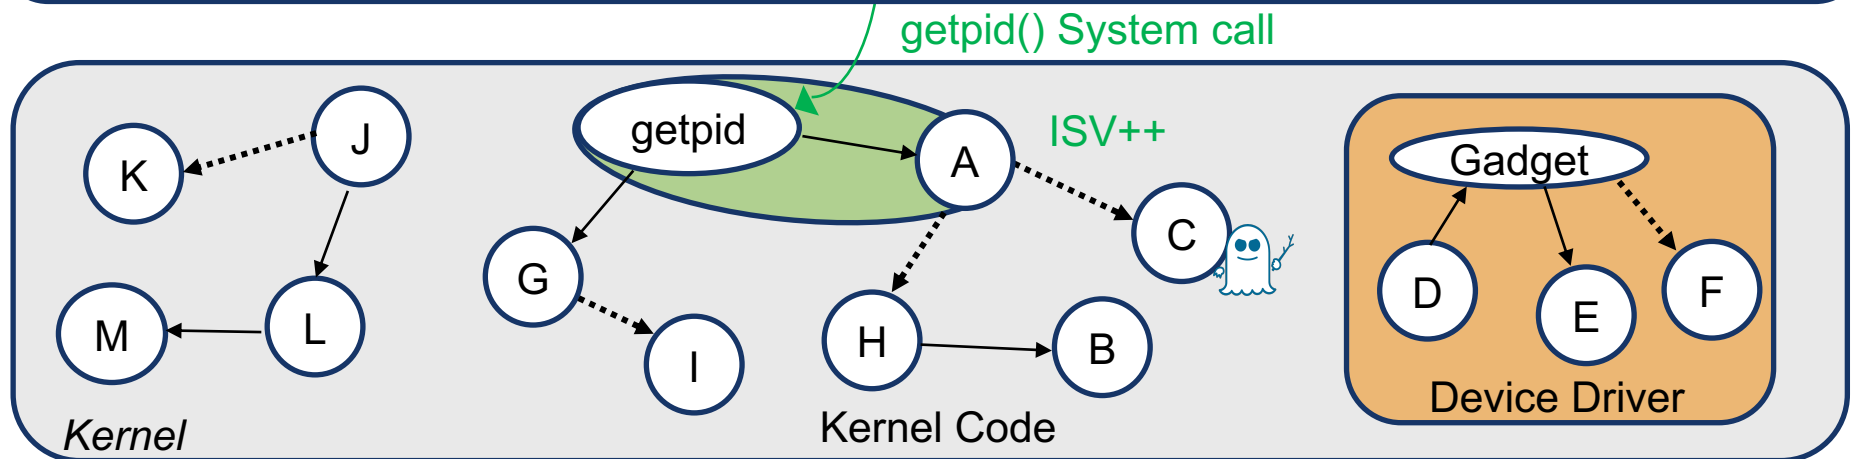 getpid() System call
K
J
getpid
A
ISV++
Gadget
C
G
M
L
I
H
B
D
E
F
Device Driver
Kernel
Kernel Code